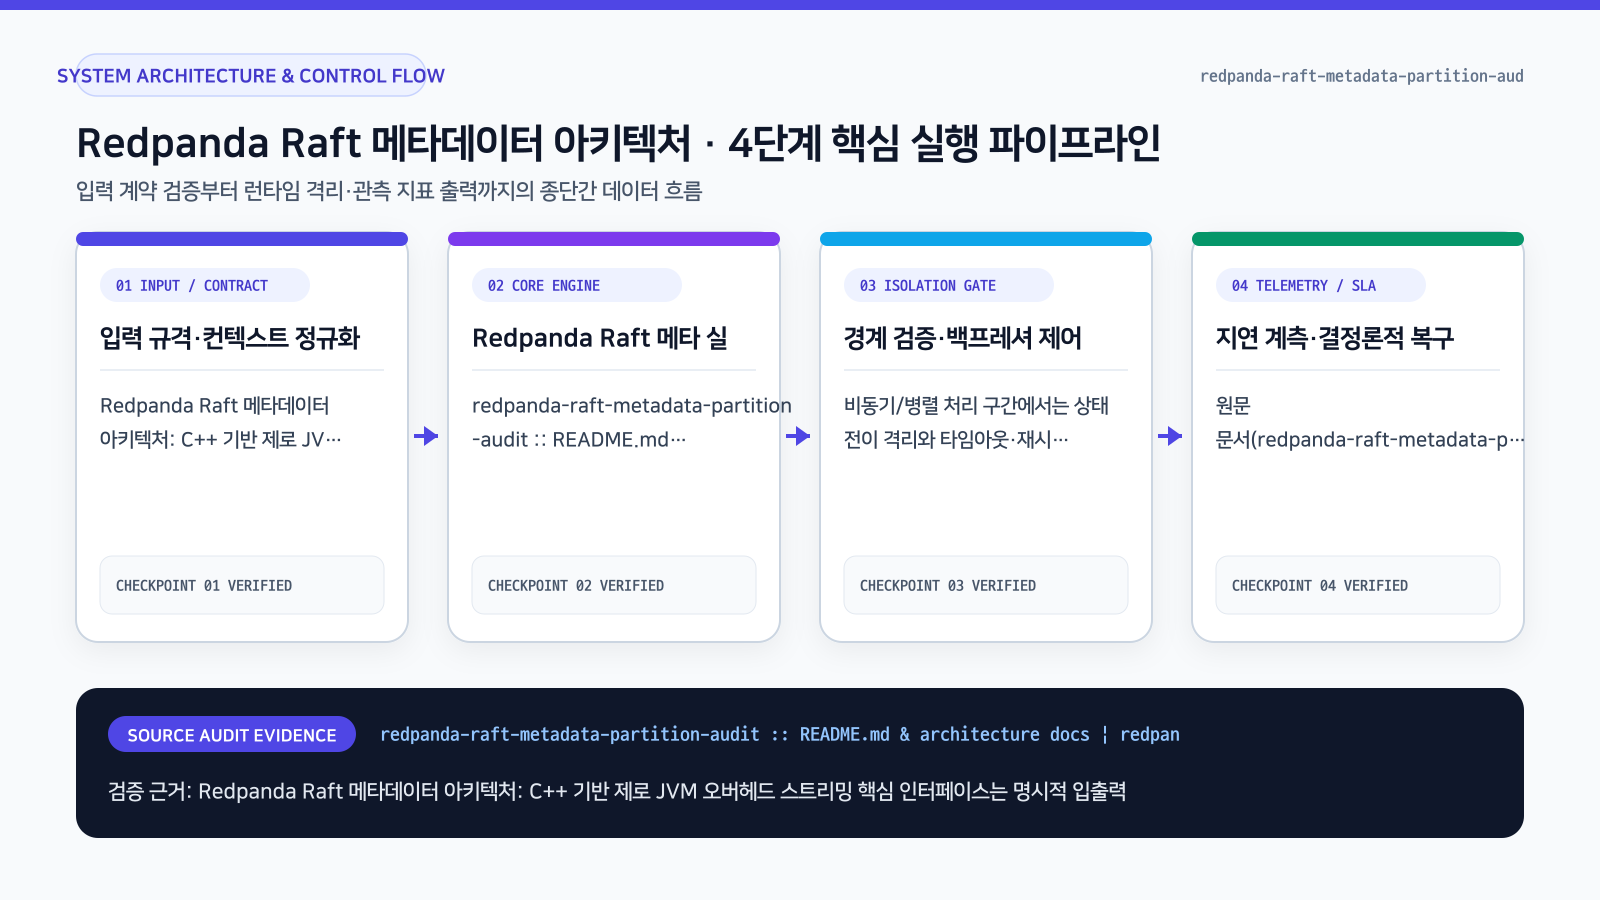 SYSTEM ARCHITECTURE & CONTROL FLOW
redpanda-raft-metadata-partition-aud
Redpanda Raft 메타데이터 아키텍처 · 4단계 핵심 실행 파이프라인
입력 계약 검증부터 런타임 격리·관측 지표 출력까지의 종단간 데이터 흐름
01 INPUT / CONTRACT
입력 규격·컨텍스트 정규화
Redpanda Raft 메타데이터
아키텍처: C++ 기반 제로 JV···
CHECKPOINT 01 VERIFIED
02 CORE ENGINE
Redpanda Raft 메타 실
redpanda-raft-metadata-partition
-audit :: README.md···
CHECKPOINT 02 VERIFIED
03 ISOLATION GATE
경계 검증·백프레셔 제어
비동기/병렬 처리 구간에서는 상태
전이 격리와 타임아웃·재시···
CHECKPOINT 03 VERIFIED
04 TELEMETRY / SLA
지연 계측·결정론적 복구
원문
문서(redpanda-raft-metadata-p···
CHECKPOINT 04 VERIFIED
SOURCE AUDIT EVIDENCE
redpanda-raft-metadata-partition-audit :: README.md & architecture docs ¦ redpan
검증 근거: Redpanda Raft 메타데이터 아키텍처: C++ 기반 제로 JVM 오버헤드 스트리밍 핵심 인터페이스는 명시적 입출력